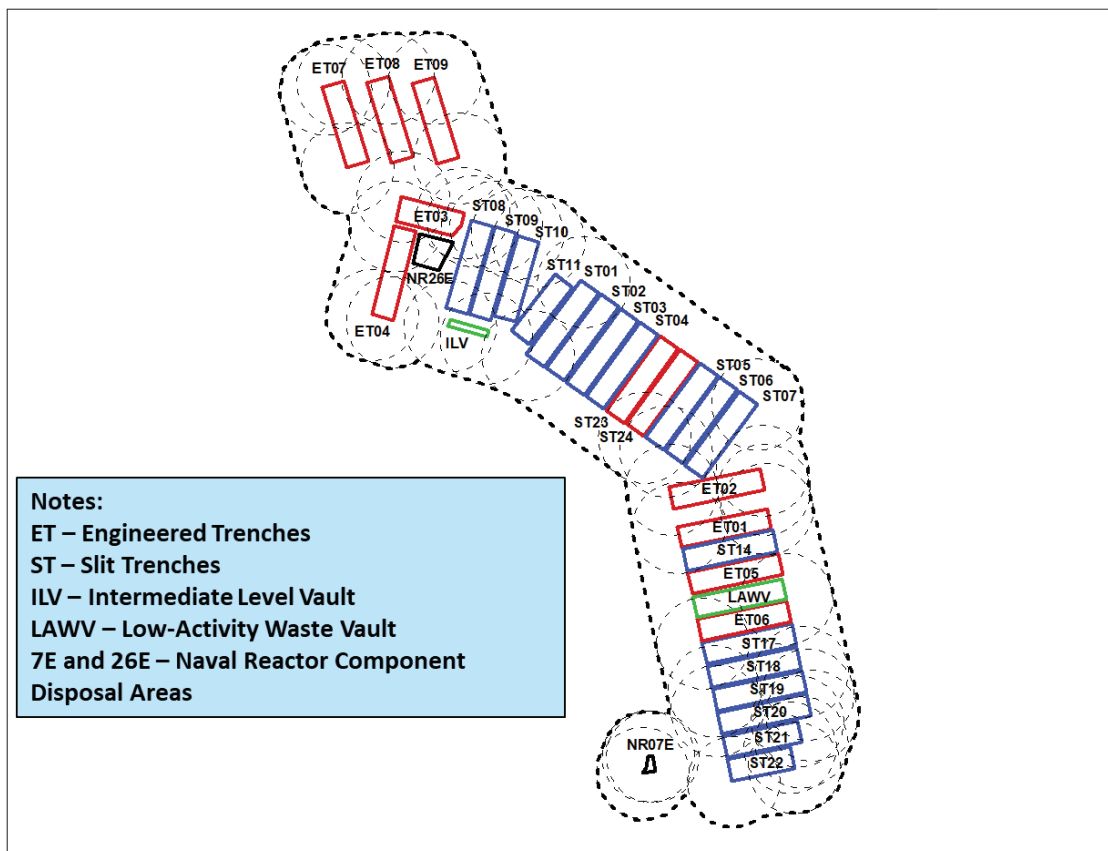 ET07
ET08
ET09
ET03
ST08
ST09
ST10
NR26E
ST11
ST01
ST02
ST03
ST04
ET04
ILV
ST05
ST06
ST07
ST23
ST24
ET02
ET01
ST14
ET05
LAWV
ET06
ST17
ST18
ST19
ST20
ST21
ST22
NR07E
Notes:
ET – Engineered Trenches
ST – Slit Trenches
ILV – Intermediate Level Vault
LAWV – Low-Activity Waste Vault
7E and 26E – Naval Reactor Component
Disposal Areas